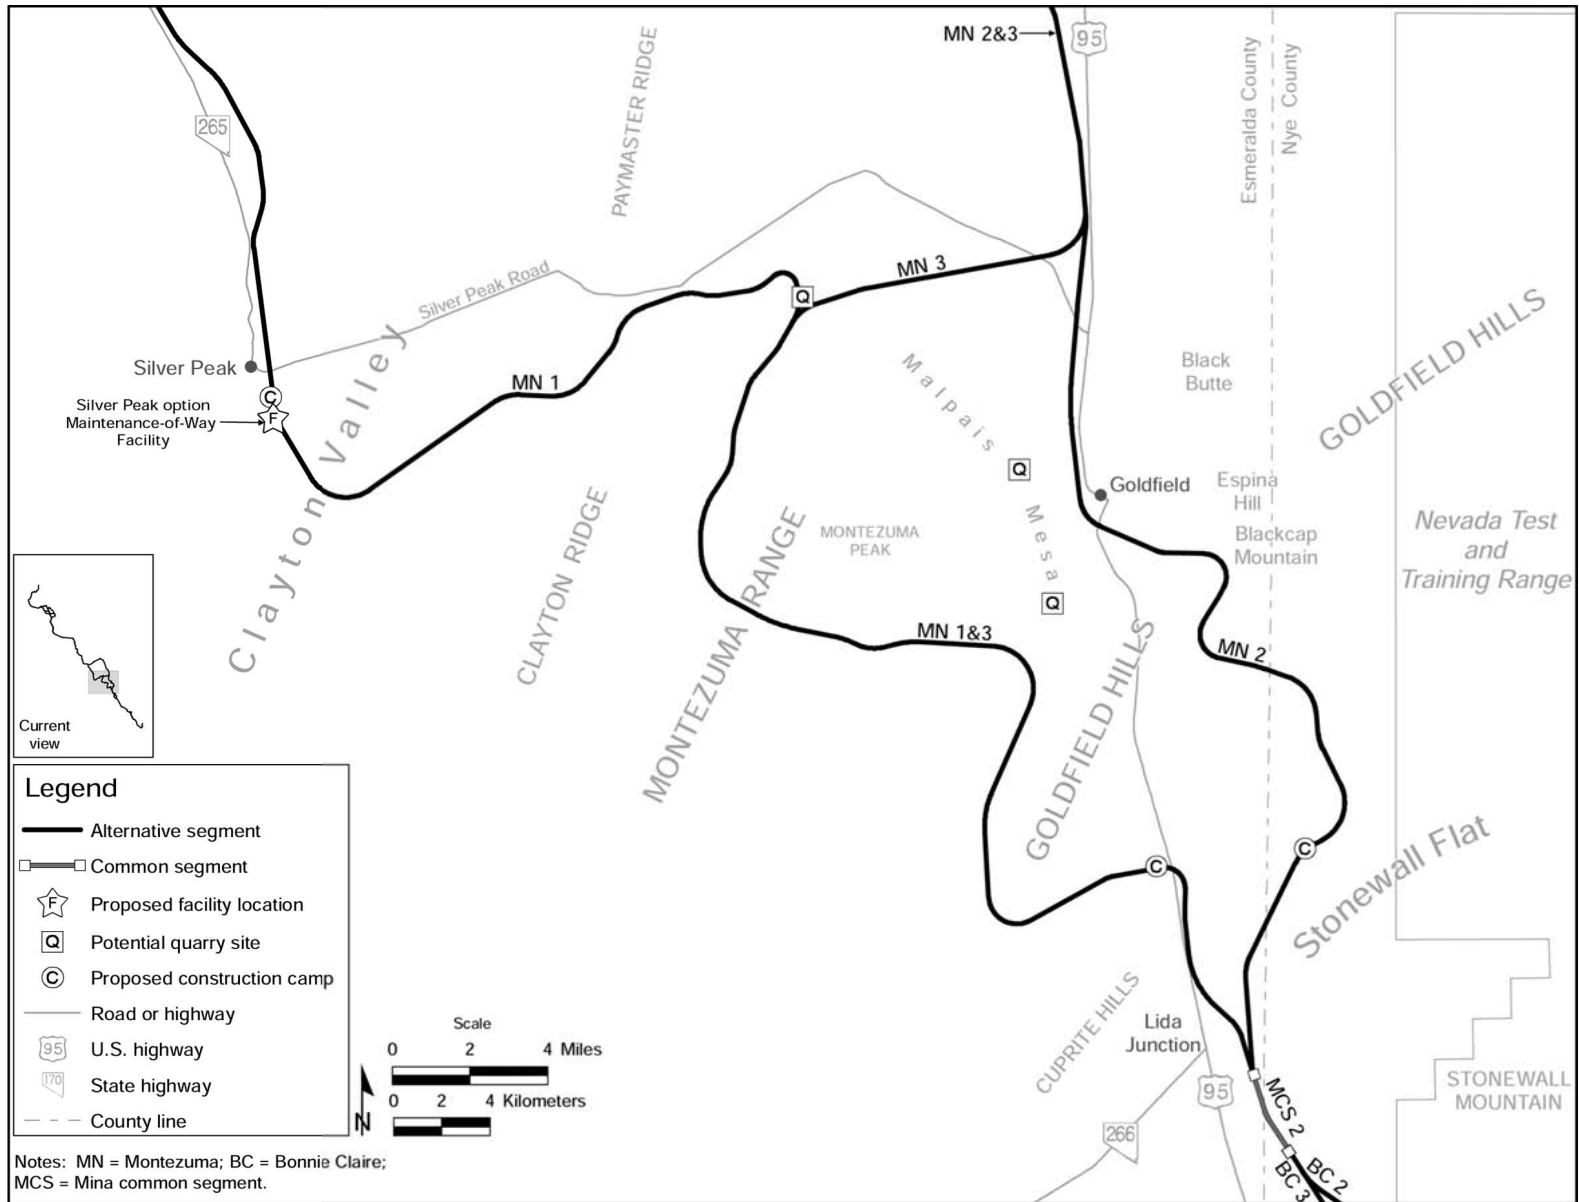 MN 2&3
95
Esmeralda County
Nye County
PAYMASTER RIDGE
265
MN 3
Silver Peak Road
Q
GOLDFIELD HILLS
Silver Peak
MN 1
Black
Butte
Malpais
Mesa
C
F
Silver Peak option
Maintenance-of-Way
Facility
Clayton Valley
Q
Goldfield
Espina
Hill
Blackcap
Mountain
Nevada Test
and
Training Range
MONTEZUMA
PEAK
CLAYTON RIDGE
MONTEZUMA RANGE
Q
MN 1&3
MN 2
GOLDFIELD HILLS
Current
view
C
C
Stonewall Flat
Legend
Alternative segment
Common segment
F
Proposed facility location
Q
Potential quarry site
C
Proposed construction camp
Road or highway
95
U.S. highway
170
State highway
County line
Scale
0 2 4 Miles
0 2 4 Kilometers
N
CUPRITE HILLS
Lida
Junction
95
266
MCS 2
BC 2
BC 3
STONEWALL
MOUNTAIN
Notes: MN = Montezuma; BC = Bonnie Claire;
MCS = Mina common segment.